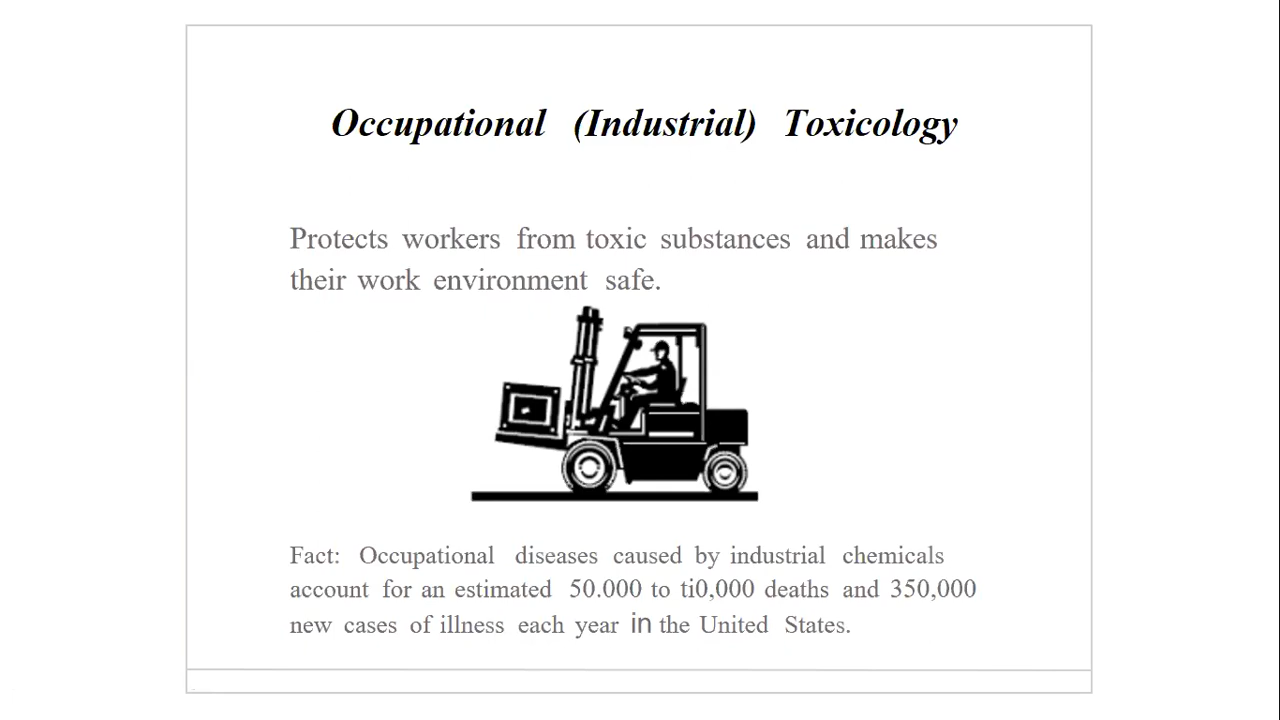 Occupational (Industrial) Toxicology
Protects workers from toxic substances and makes
their work environment safe.
Fact: Occupational diseases caused by industrial chemicals
account for an estimated 50.000 to ti0,000 deaths and 350,000
new cases of illness each year in the United States.